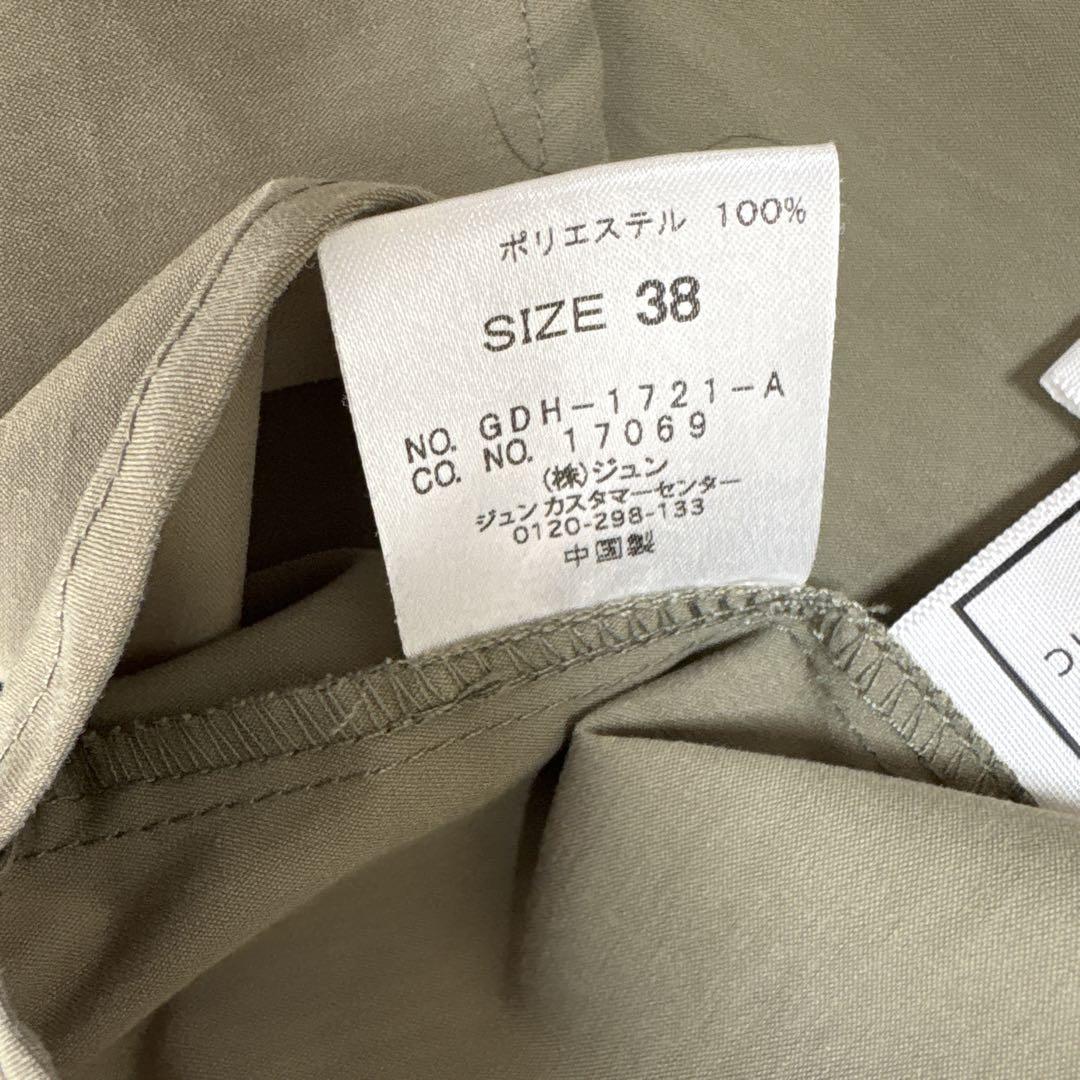 ポリエステル 100%
SIZE 38
NO. GDH-1721-A
CO. NO. 17069
(株)ジュン
ジュン カスタマーセンター
0120-298-133
中国製